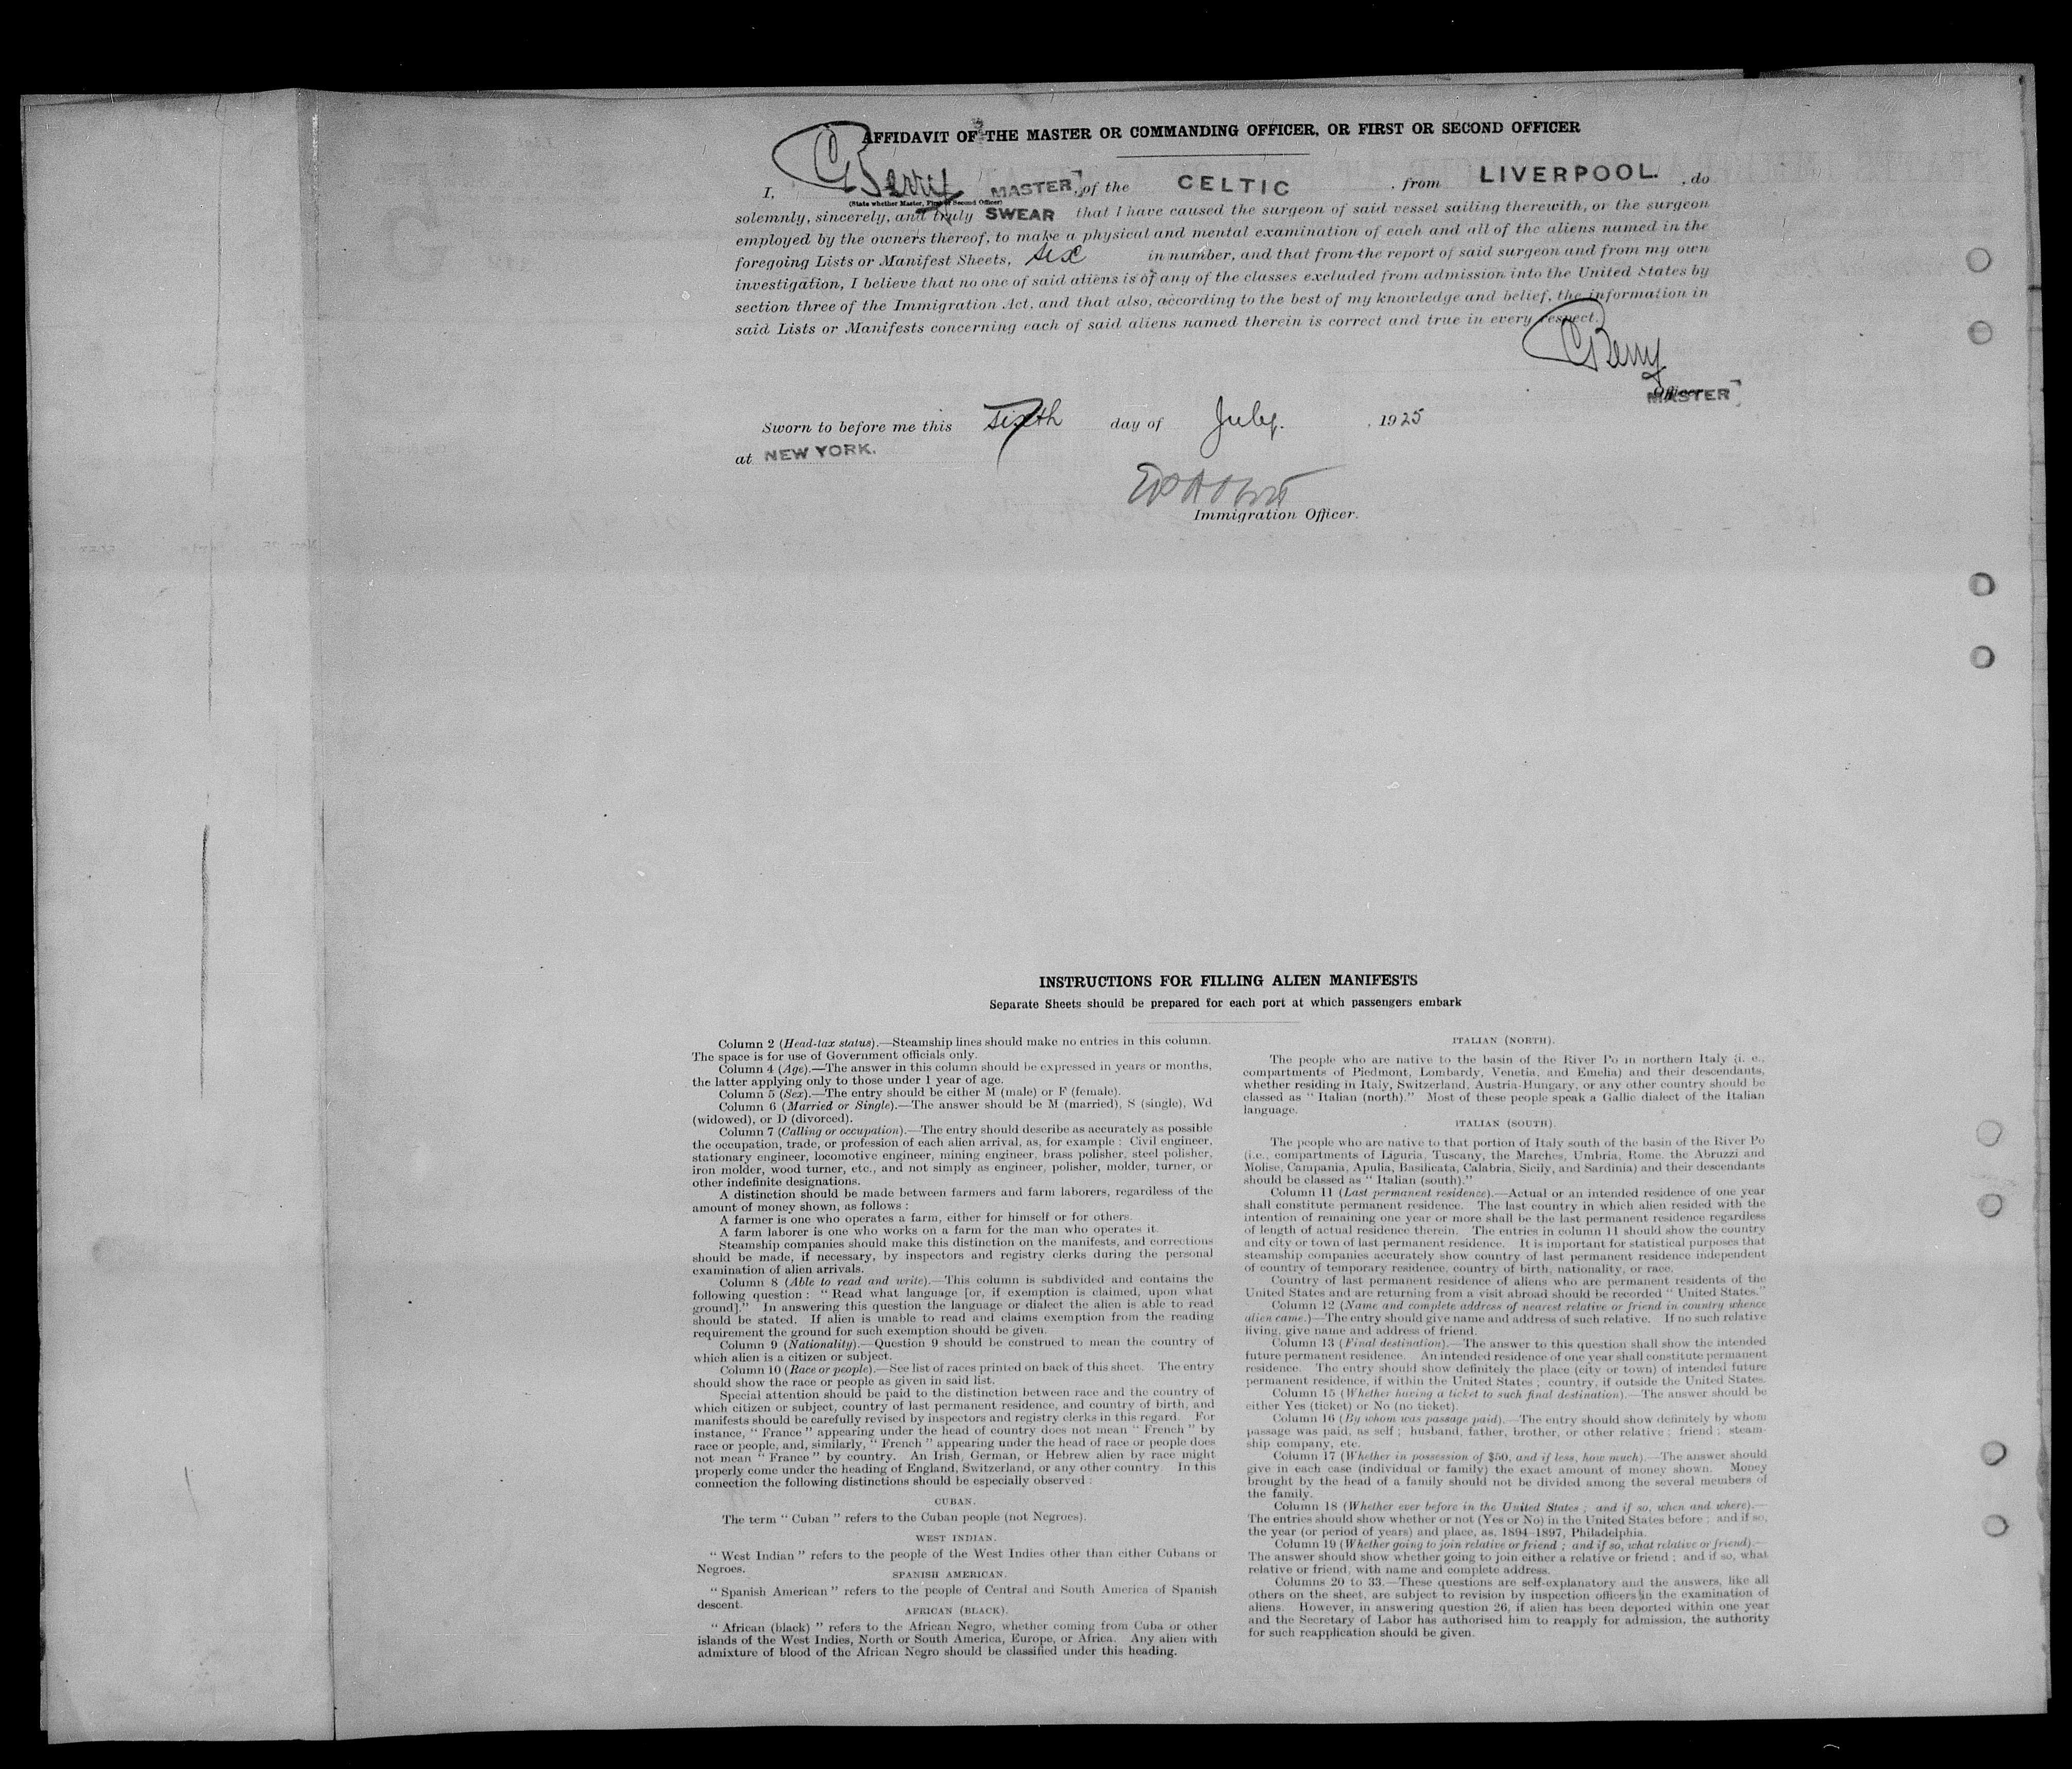 AFFIDAVIT OF THE MASTER OR COMMANDING OFFICER, OR FIRST OR SECOND OFFICER
I, C Berry MASTER, of the CELTIC , from LIVERPOOL. , do
(State whether Master, First or Second Officer)
solemnly, sincerely, and truly SWEAR that I have caused the surgeon of said vessel sailing therewith, or the surgeon
employed by the owners thereof, to make a physical and mental examination of each and all of the aliens named in the
foregoing Lists or Manifest Sheets, six in number, and that from the report of said surgeon and from my own
investigation, I believe that no one of said aliens is of any of the classes excluded from admission into the United States by
section three of the Immigration Act, and that also, according to the best of my knowledge and belief, the information in
said Lists or Manifests concerning each of said aliens named therein is correct and true in every respect.
C Berry
Officer
MASTER
Sworn to before me this sixth day of July. , 1925
at NEW YORK.
Immigration Officer.
INSTRUCTIONS FOR FILLING ALIEN MANIFESTS
Separate Sheets should be prepared for each port at which passengers embark
Column 2 (Head-tax status).—Steamship lines should make no entries in this column.
The space is for use of Government officials only.
Column 4 (Age).—The answer in this column should be expressed in years or months,
the latter applying only to those under 1 year of age.
Column 5 (Sex).—The entry should be either M (male) or F (female).
Column 6 (Married or Single).—The answer should be M (married), S (single), Wd
(widowed), or D (divorced).
Column 7 (Calling or occupation).—The entry should describe as accurately as possible
the occupation, trade, or profession of each alien arrival, as, for example : Civil engineer,
stationary engineer, locomotive engineer, mining engineer, brass polisher, steel polisher,
iron molder, wood turner, etc., and not simply as engineer, polisher, molder, turner, or
other indefinite designations.
A distinction should be made between farmers and farm laborers, regardless of the
amount of money shown, as follows :
A farmer is one who operates a farm, either for himself or for others.
A farm laborer is one who works on a farm for the man who operates it.
Steamship companies should make this distinction on the manifests, and corrections
should be made, if necessary, by inspectors and registry clerks during the personal
examination of alien arrivals.
Column 8 (Able to read and write).—This column is subdivided and contains the
following question : " Read what language [or, if exemption is claimed, upon what
ground]." In answering this question the language or dialect the alien is able to read
should be stated. If alien is unable to read and claims exemption from the reading
requirement the ground for such exemption should be given.
Column 9 (Nationality).—Question 9 should be construed to mean the country of
which alien is a citizen or subject.
Column 10 (Race or people).—See list of races printed on back of this sheet. The entry
should show the race or people as given in said list.
Special attention should be paid to the distinction between race and the country of
which citizen or subject, country of last permanent residence, and country of birth, and
manifests should be carefully revised by inspectors and registry clerks in this regard. For
instance, " France " appearing under the head of country does not mean " French " by
race or people, and, similarly, " French " appearing under the head of race or people does
not mean " France " by country. An Irish, German, or Hebrew alien by race might
properly come under the heading of England, Switzerland, or any other country. In this
connection the following distinctions should be especially observed :
CUBAN.
The term " Cuban " refers to the Cuban people (not Negroes).
WEST INDIAN.
" West Indian " refers to the people of the West Indies other than either Cubans or
Negroes.
SPANISH AMERICAN.
" Spanish American " refers to the people of Central and South America of Spanish
descent.
AFRICAN (BLACK).
" African (black) " refers to the African Negro, whether coming from Cuba or other
islands of the West Indies, North or South America, Europe, or Africa. Any alien with
admixture of blood of the African Negro should be classified under this heading.
ITALIAN (NORTH).
The people who are native to the basin of the River Po in northern Italy (i. e.,
compartments of Piedmont, Lombardy, Venetia, and Emelia) and their descendants,
whether residing in Italy, Switzerland, Austria-Hungary, or any other country should be
classed as " Italian (north)." Most of these people speak a Gallic dialect of the Italian
language.
ITALIAN (SOUTH).
The people who are native to that portion of Italy south of the basin of the River Po
(i.e., compartments of Liguria, Tuscany, the Marches, Umbria, Rome, the Abruzzi and
Molise, Campania, Apulia, Basilicata, Calabria, Sicily, and Sardinia) and their descendants
should be classed as " Italian (south)."
Column 11 (Last permanent residence).—Actual or an intended residence of one year
shall constitute permanent residence. The last country in which alien resided with the
intention of remaining one year or more shall be the last permanent residence regardless
of length of actual residence therein. The entries in column 11 should show the country
and city or town of last permanent residence. It is important for statistical purposes that
steamship companies accurately show country of last permanent residence independent
of country of temporary residence, country of birth, nationality, or race.
Country of last permanent residence of aliens who are permanent residents of the
United States and are returning from a visit abroad should be recorded " United States."
Column 12 (Name and complete address of nearest relative or friend in country whence
alien came.)—The entry should give name and address of such relative. If no such relative
living, give name and address of friend.
Column 13 (Final destination).—The answer to this question shall show the intended
future permanent residence. An intended residence of one year shall constitute permanent
residence. The entry should show definitely the place (city or town) of intended future
permanent residence, if within the United States ; country, if outside the United States.
Column 15 (Whether having a ticket to such final destination).—The answer should be
either Yes (ticket) or No (no ticket).
Column 16 (By whom was passage paid).—The entry should show definitely by whom
passage was paid, as self ; husband, father, brother, or other relative ; friend ; steam-
ship company, etc.
Column 17 (Whether in possession of $50, and if less, how much).—The answer should
give in each case (individual or family) the exact amount of money shown. Money
brought by the head of a family should not be divided among the several members of
the family.
Column 18 (Whether ever before in the United States ; and if so, when and where).—
The entries should show whether or not (Yes or No) in the United States before ; and if so,
the year (or period of years) and place, as, 1894-1897, Philadelphia.
Column 19 (Whether going to join relative or friend ; and if so, what relative or friend).—
The answer should show whether going to join either a relative or friend ; and if so, what
relative or friend, with name and complete address.
Columns 20 to 33.—These questions are self-explanatory and the answers, like all
others on the sheet, are subject to revision by inspection officers in the examination of
aliens. However, in answering question 26, if alien has been deported within one year
and the Secretary of Labor has authorised him to reapply for admission, the authority
for such reapplication should be given.